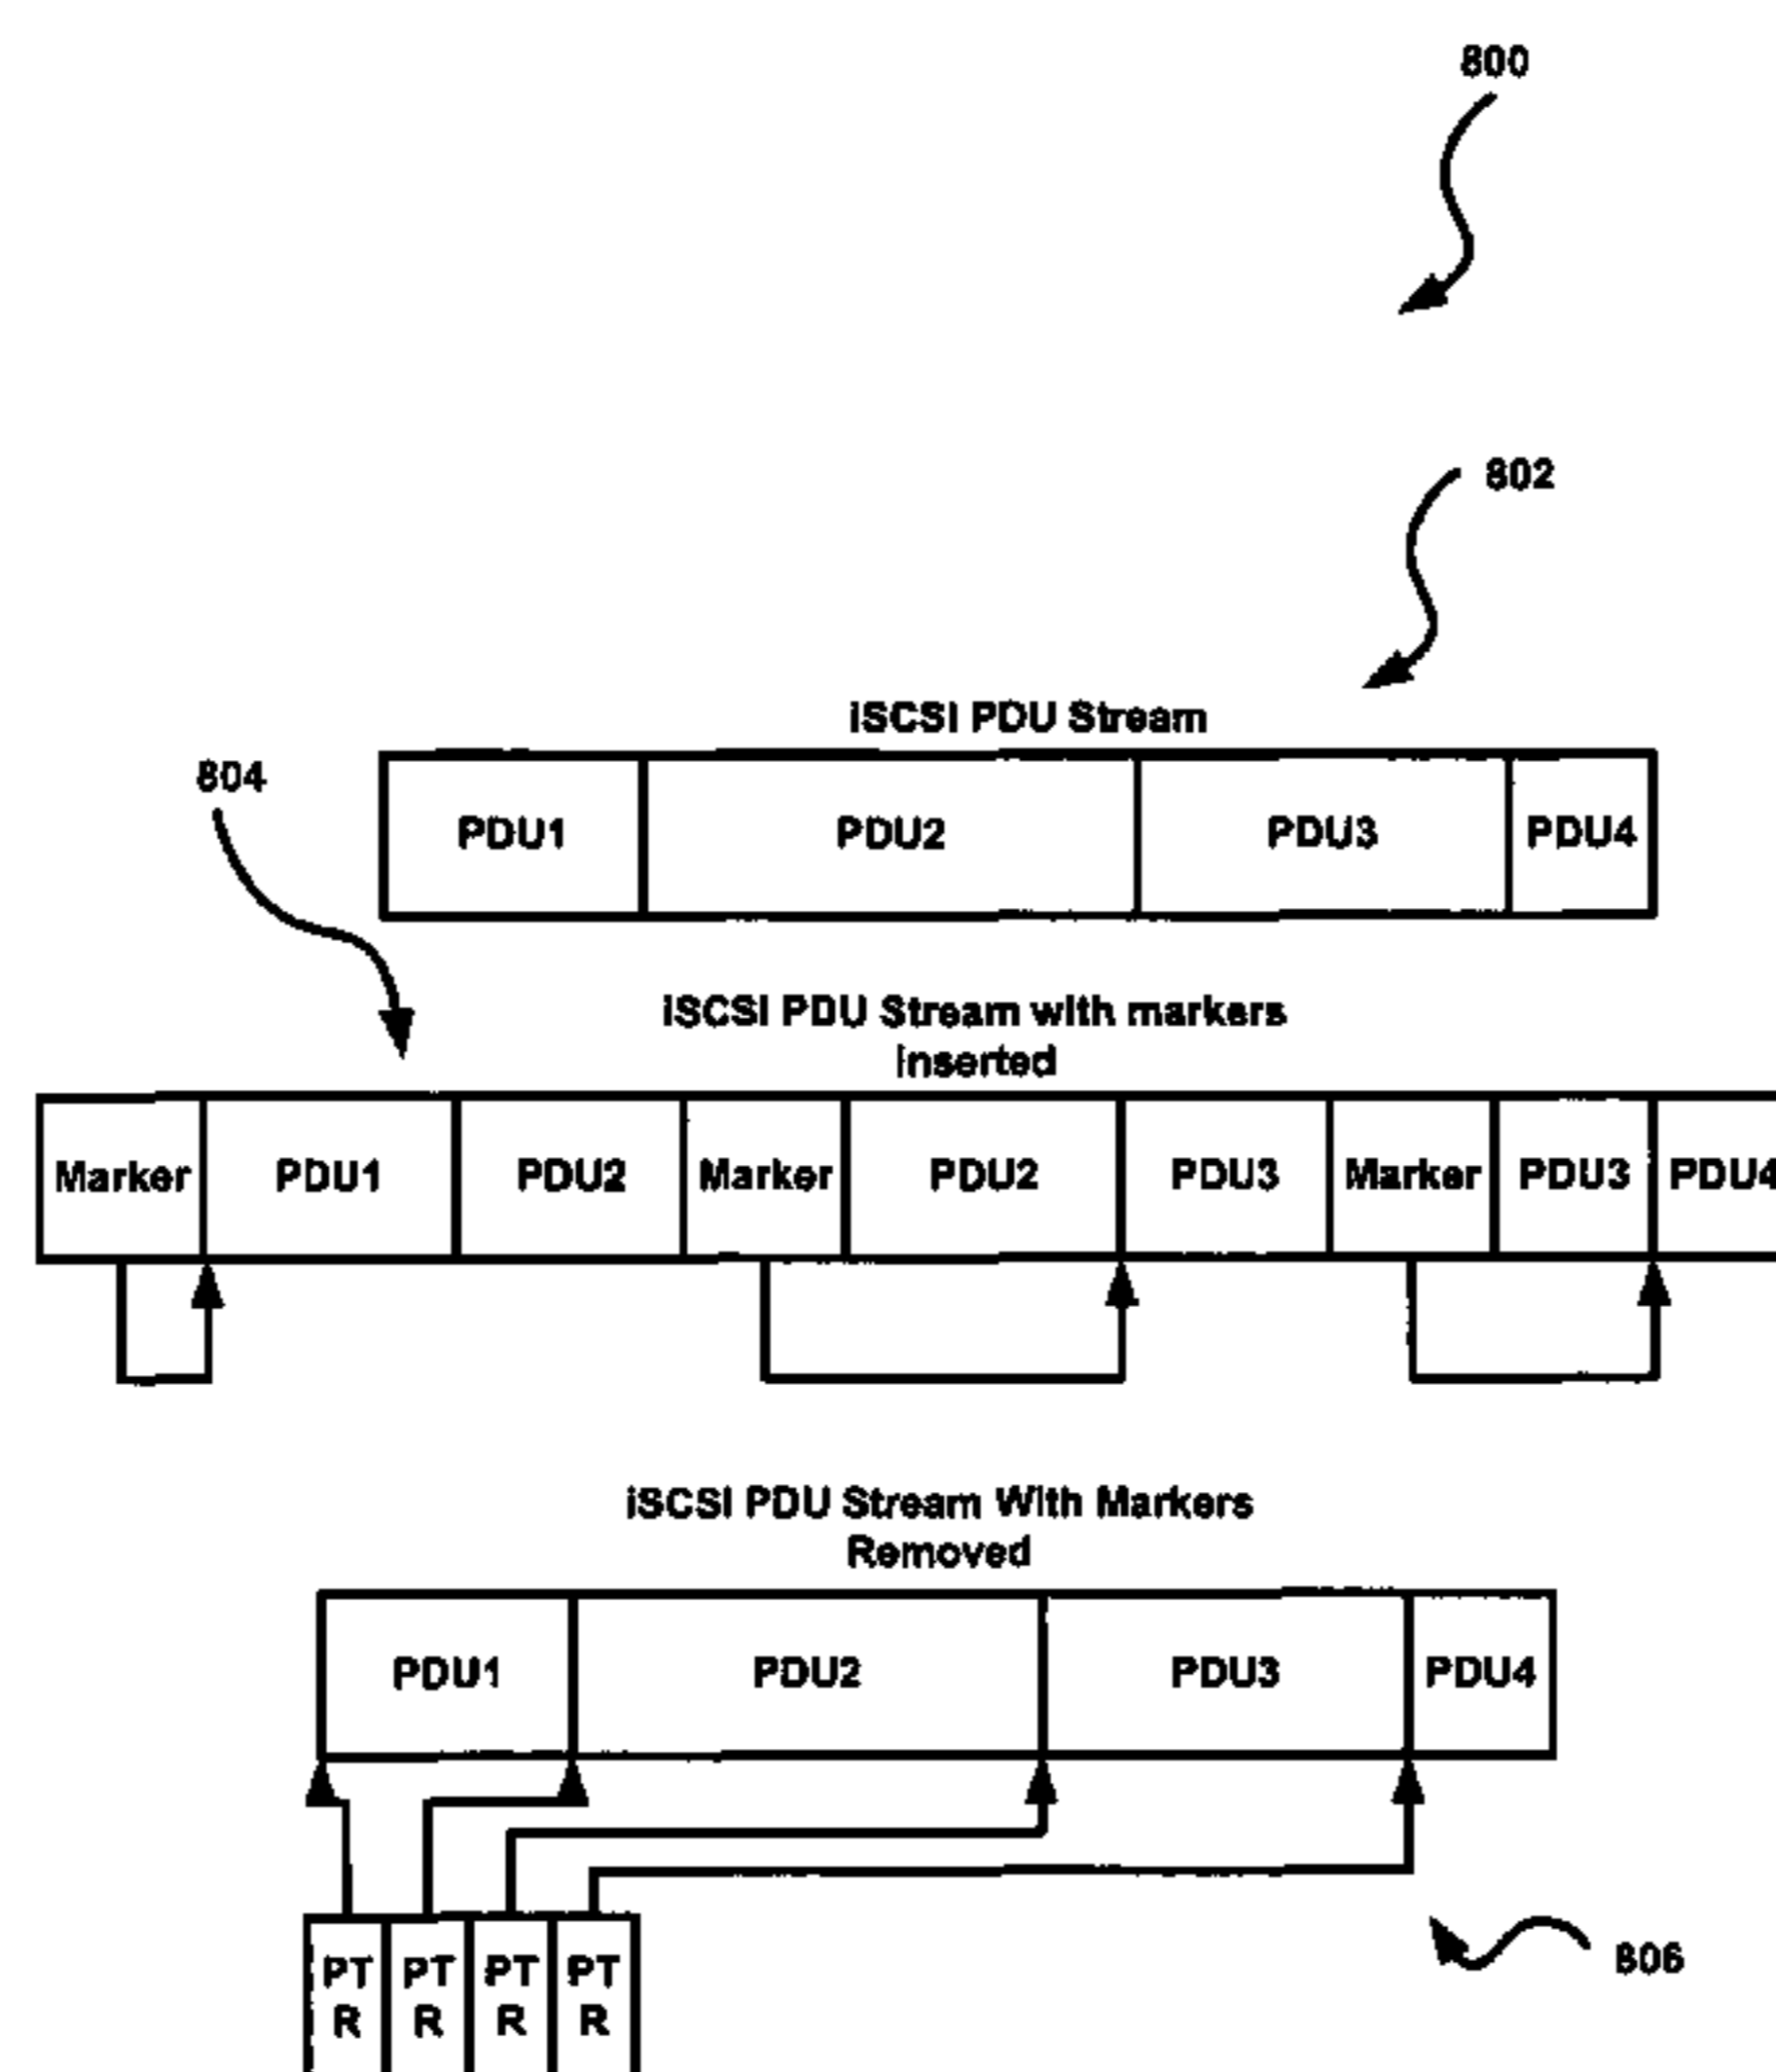 800
802
iSCSI PDU Stream
804
PDU1 PDU2 PDU3 PDU4
iSCSI PDU Stream with markers
inserted
Marker PDU1 PDU2 Marker PDU2 PDU3 Marker PDU3 PDU4
iSCSI PDU Stream With Markers
Removed
PDU1 PDU2 PDU3 PDU4
PT PT PT PT
R R R R
806